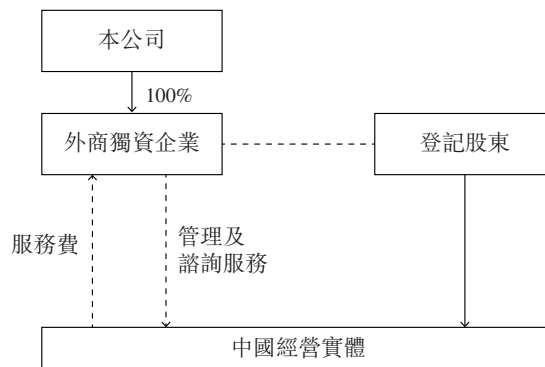 本公司
100%
外商獨資企業
登記股東
服務費
管理及
諮詢服務
中國經營實體